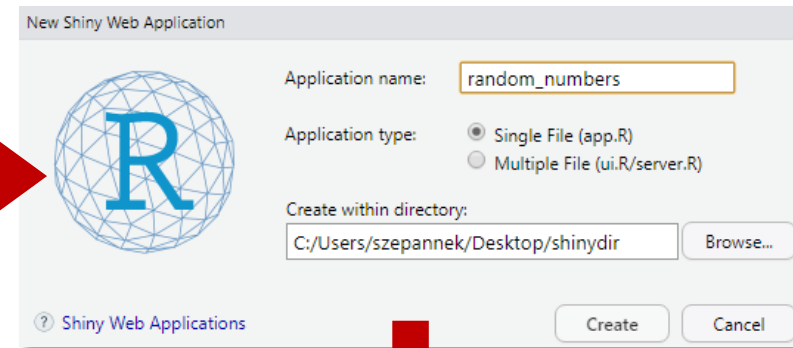 New Shiny Web Application
R
Application name: random_numbers
Application type: Single File (app.R)
Multiple File (ui.R/server.R)
Create within directory:
C:/Users/szepannek/Desktop/shinydir Browse...
? Shiny Web Applications Create Cancel